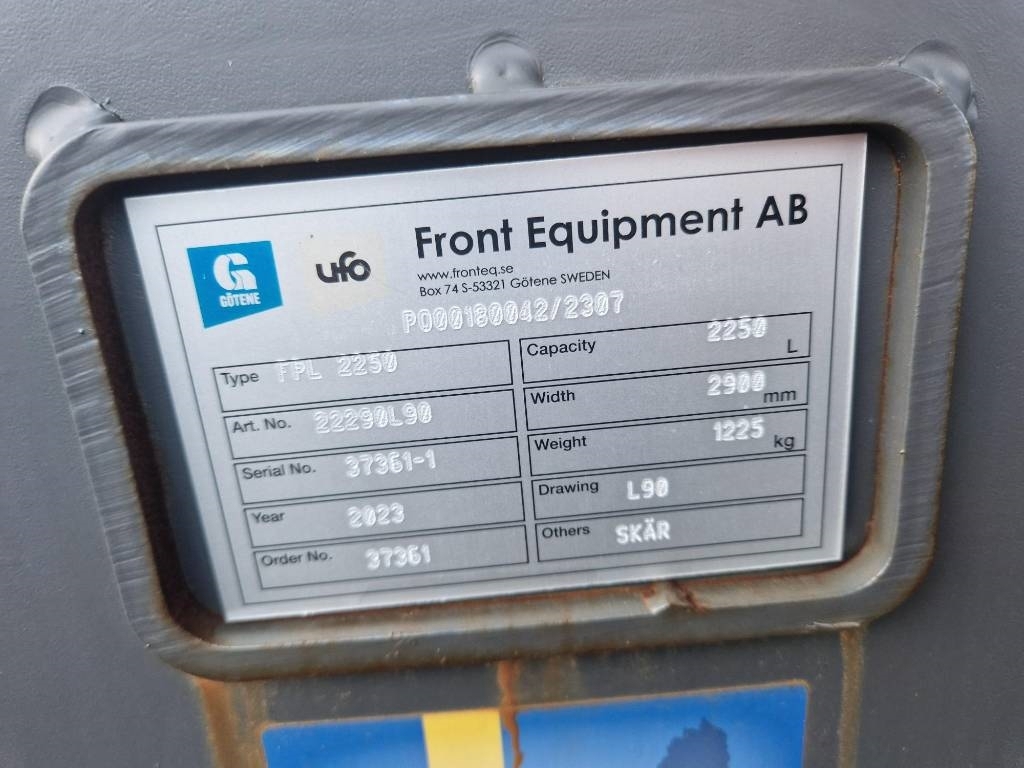 G
GÖTENE
ufo
Front Equipment AB
www.fronteq.se
Box 74 S-53321 Götene SWEDEN
PO00180042/2307
Type FPL 2250
Art. No. 22290L90
Serial No. 37361-1
Year 2023
Order No. 37361
Capacity 2250 L
Width 2900 mm
Weight 1225 kg
Drawing L90
Others SKÄR